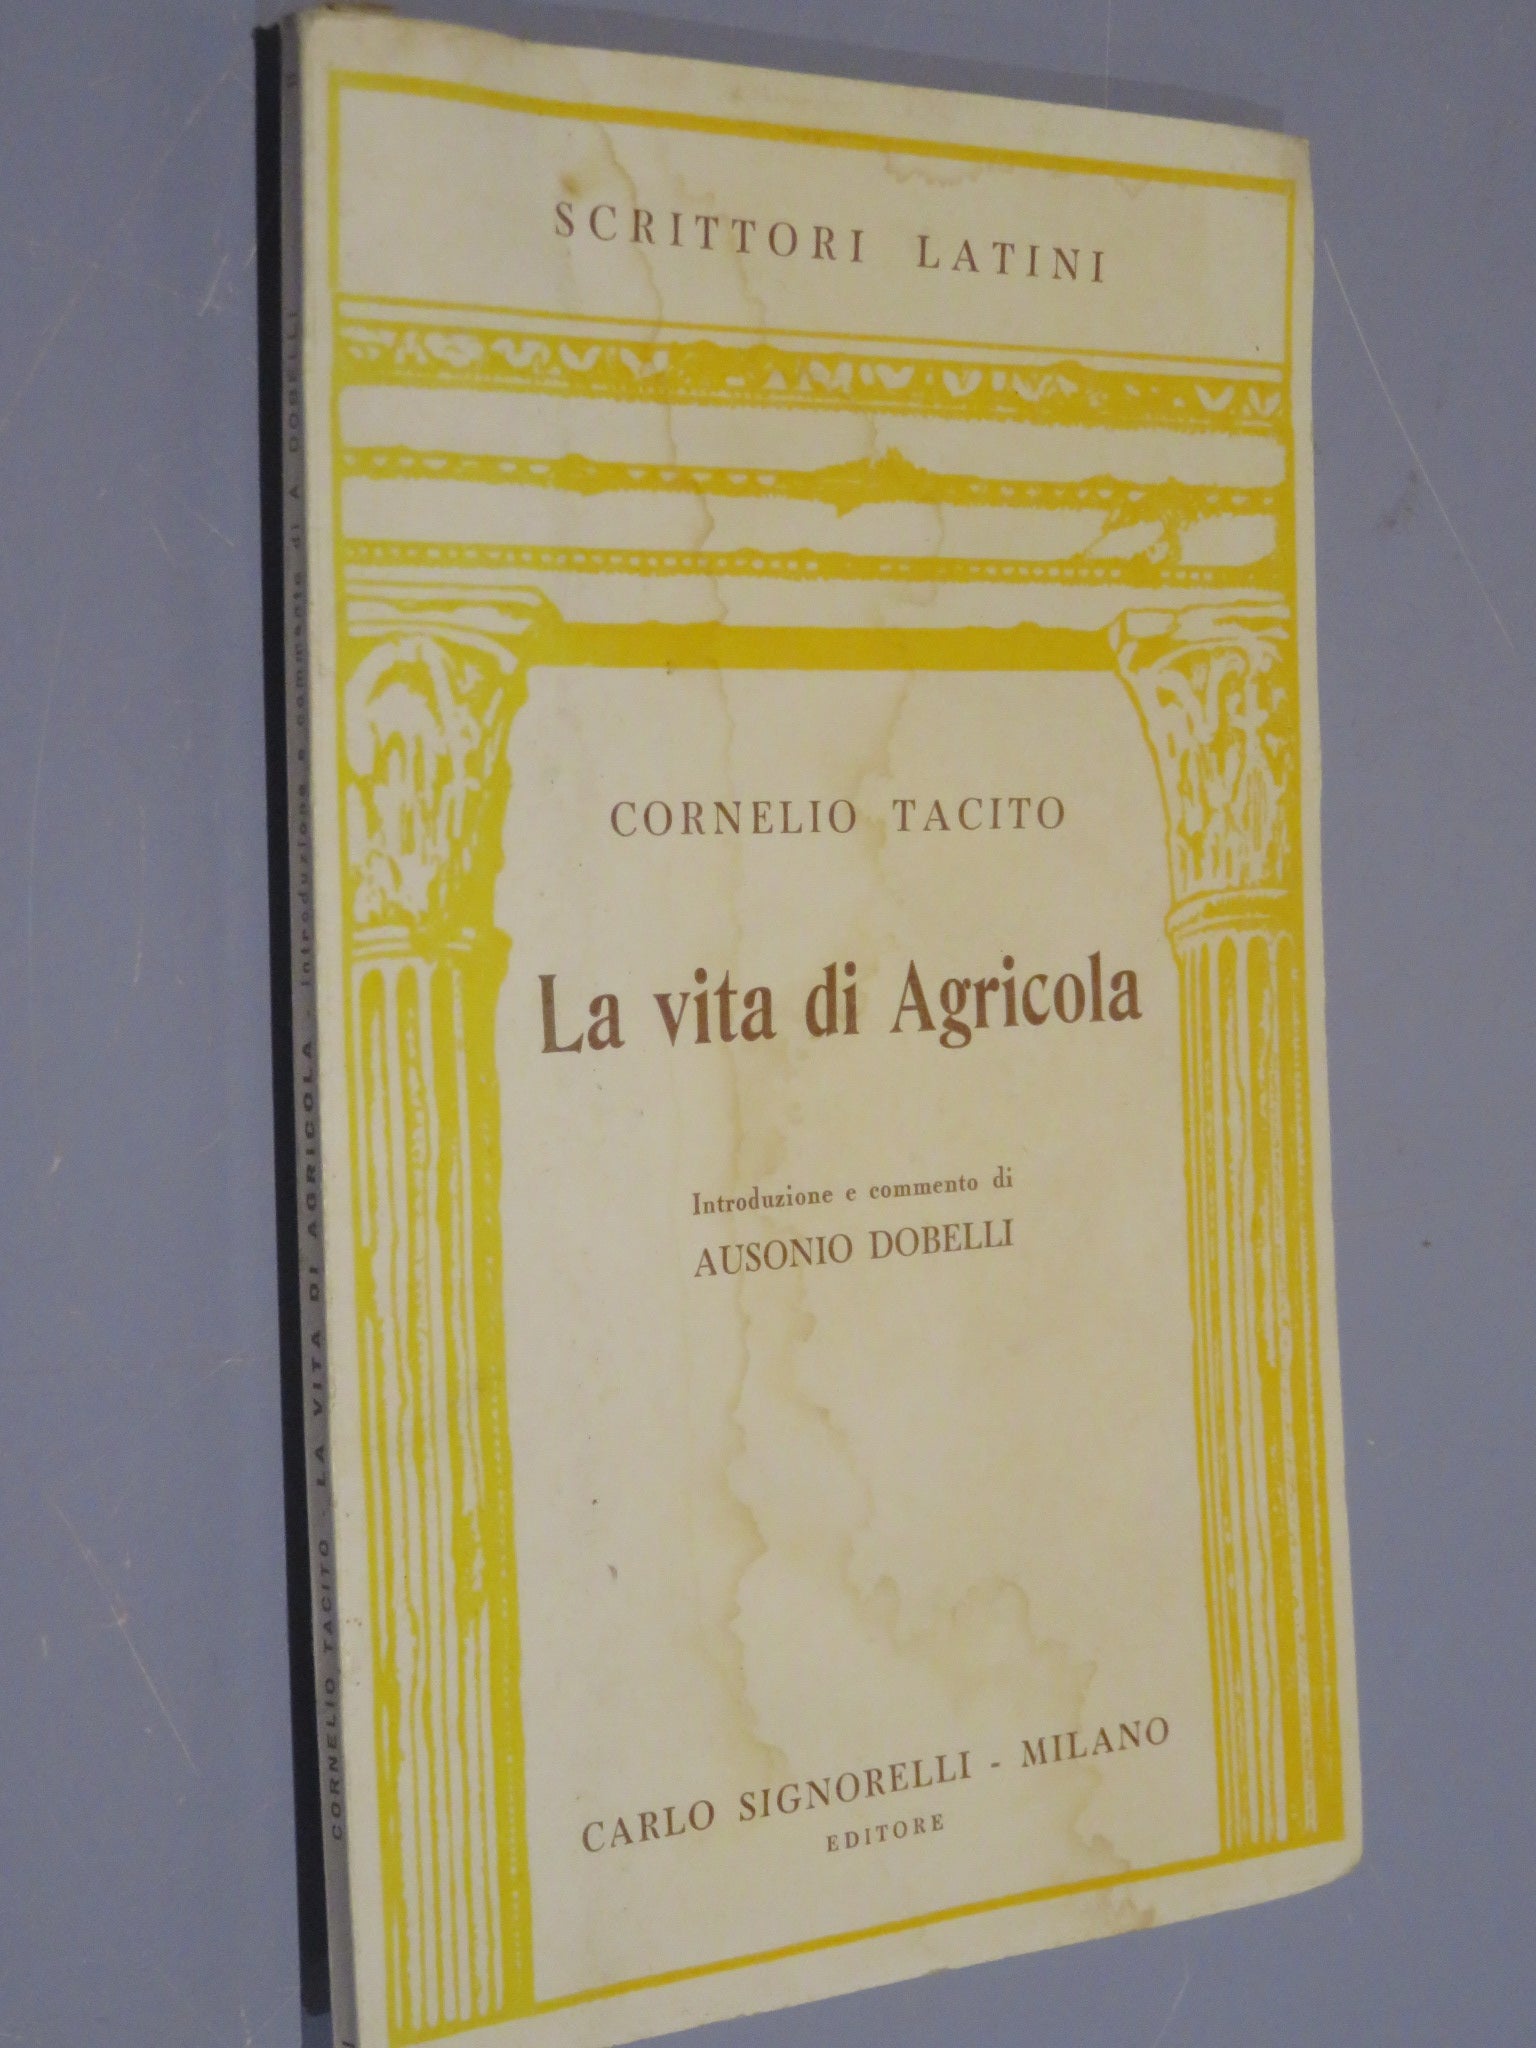 SCRITTORI LATINI
CORNELIO TACITO
La vita di Agricola
Introduzione e commento di
AUSONIO DOBELLI
CARLO SIGNORELLI - MILANO
EDITORE
CORNELIO TACITO - LA VITA DI AGRICOLA - introduzione e commento di A DOBELLI